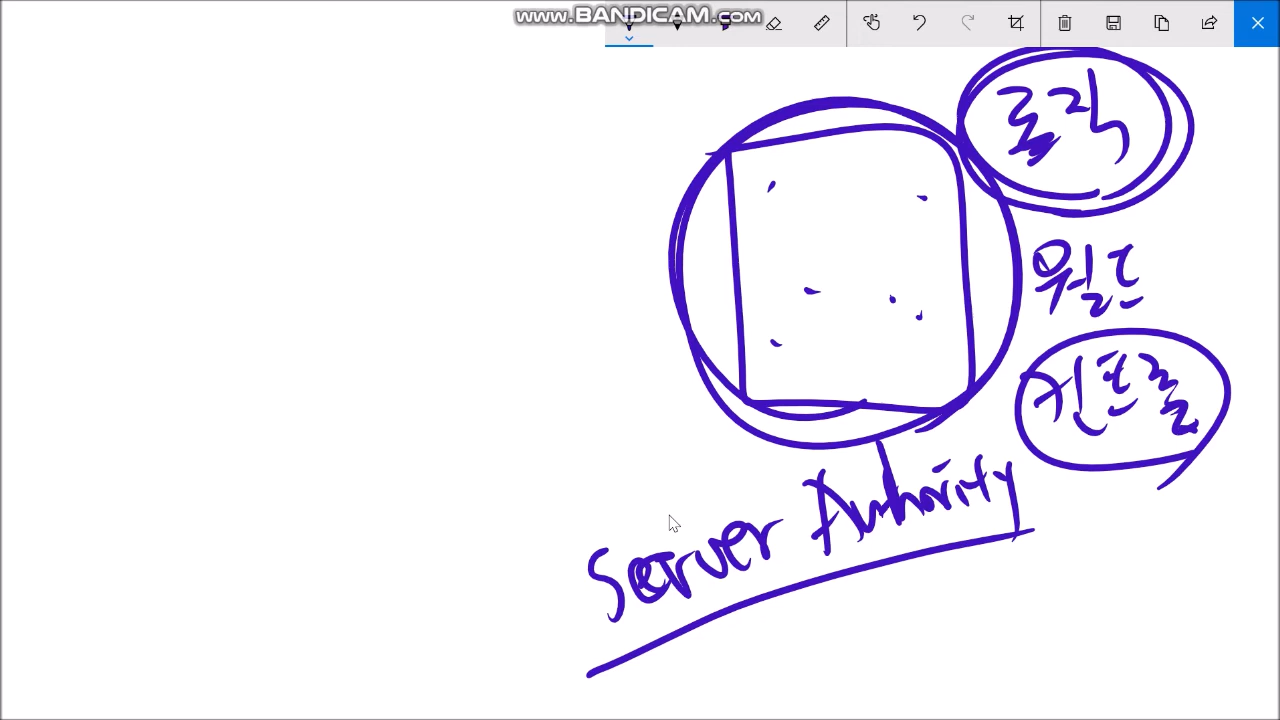 www.BANDICAM.com
로직
월드
컨트롤
Server Authority